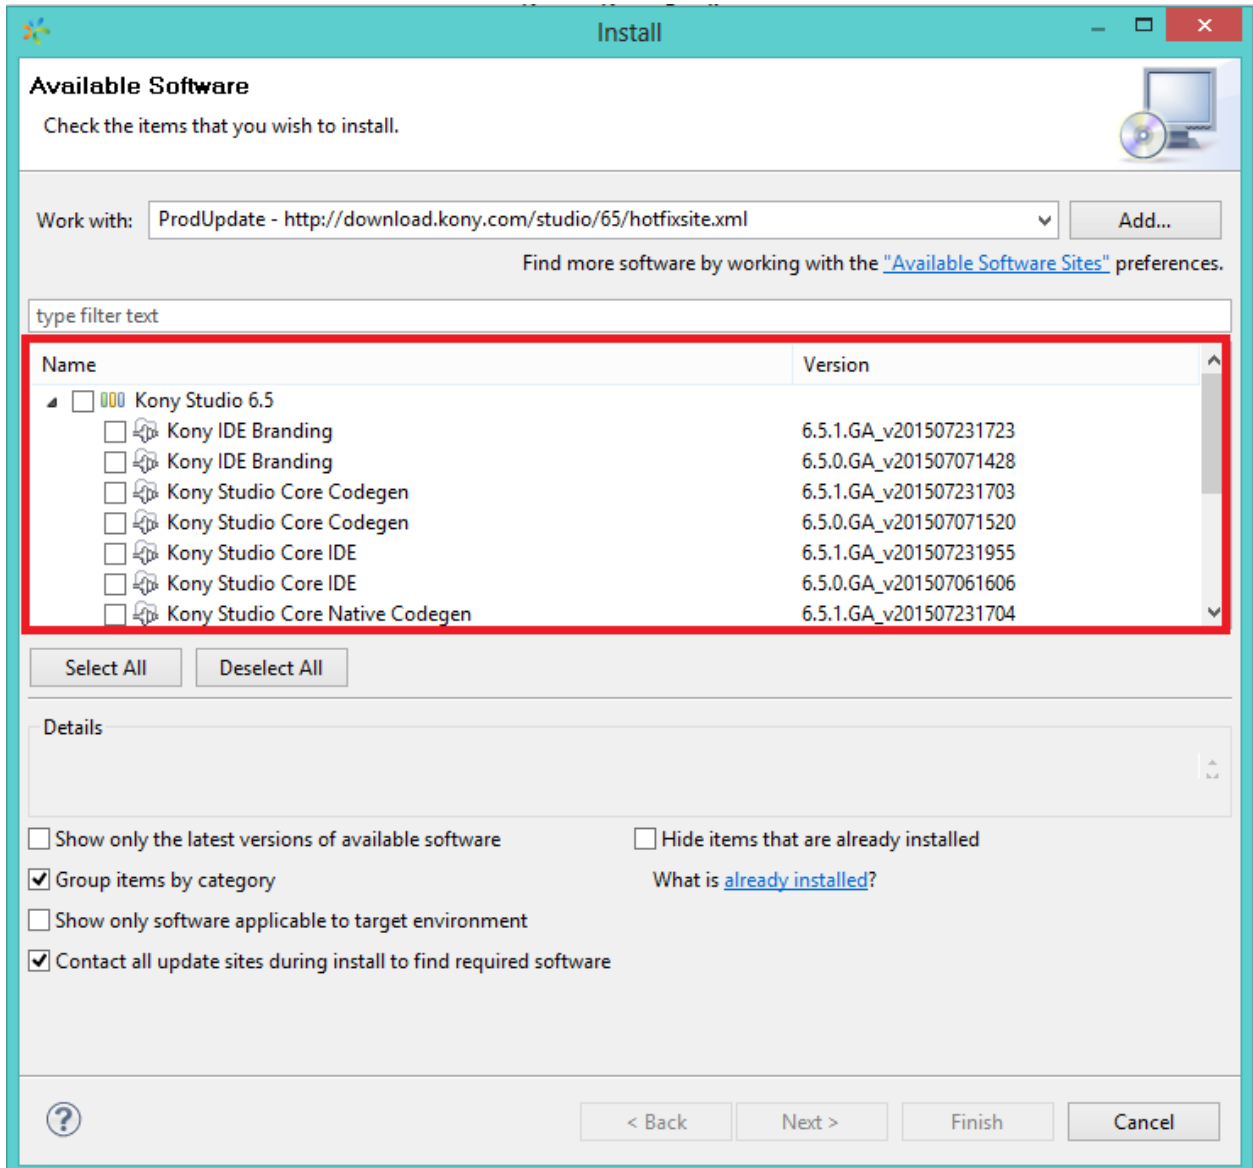 Install
Available Software
Check the items that you wish to install.
Work with: ProdUpdate - http://download.kony.com/studio/65/hotfixsite.xml Add...
Find more software by working with the "Available Software Sites" preferences.
type filter text
Name Version
Kony Studio 6.5
Kony IDE Branding 6.5.1.GA_v201507231723
Kony IDE Branding 6.5.0.GA_v201507071428
Kony Studio Core Codegen 6.5.1.GA_v201507231703
Kony Studio Core Codegen 6.5.0.GA_v201507071520
Kony Studio Core IDE 6.5.1.GA_v201507231955
Kony Studio Core IDE 6.5.0.GA_v201507061606
Kony Studio Core Native Codegen 6.5.1.GA_v201507231704
Select All Deselect All
Details
Show only the latest versions of available software Hide items that are already installed
Group items by category What is already installed?
Show only software applicable to target environment
Contact all update sites during install to find required software
? < Back Next > Finish Cancel